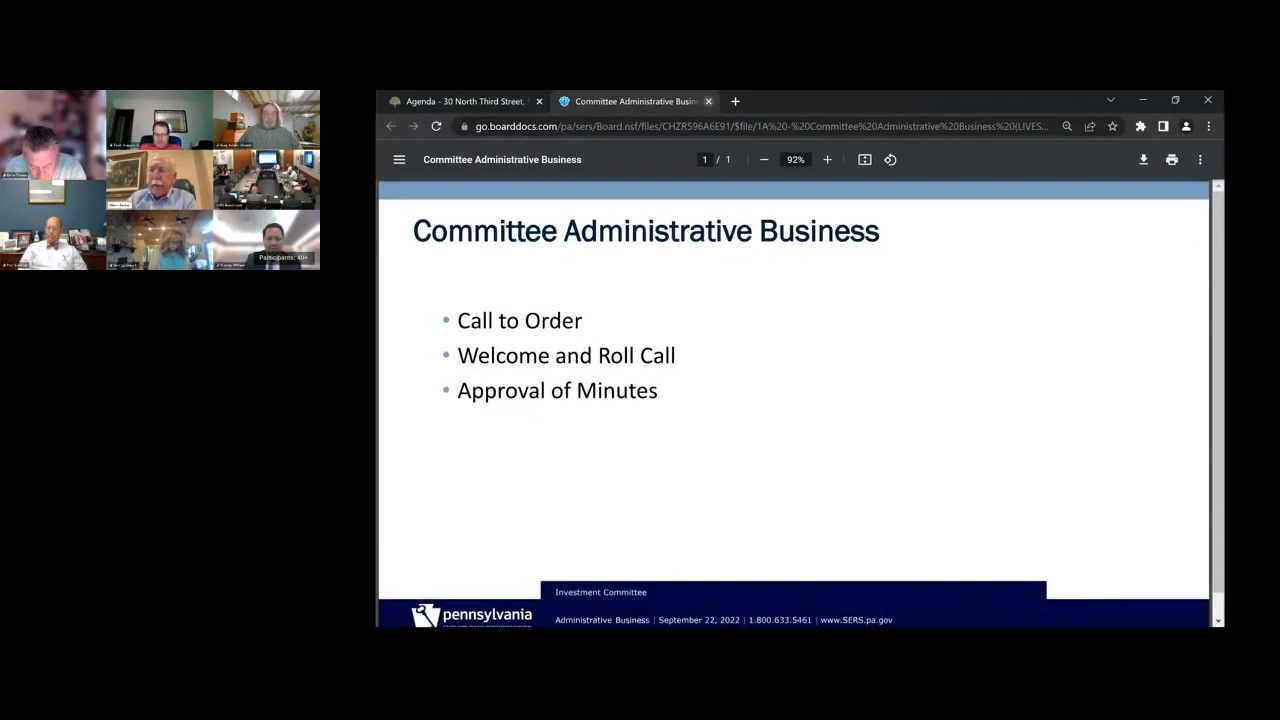 Agenda - 30 North Third Street,
Committee Administrative Busin
go.boarddocs.com/pa/sers/Board.nsf/files/CHZR596A6E91/$file/1A%20-%20Committee%20Administrative%20Business%20(LIVES...
Committee Administrative Business
1 / 1
92%
Committee Administrative Business
• Call to Order
• Welcome and Roll Call
• Approval of Minutes
Investment Committee
pennsylvania
Administrative Business | September 22, 2022 | 1.800.633.5461 | www.SERS.pa.gov
Participants: 40+